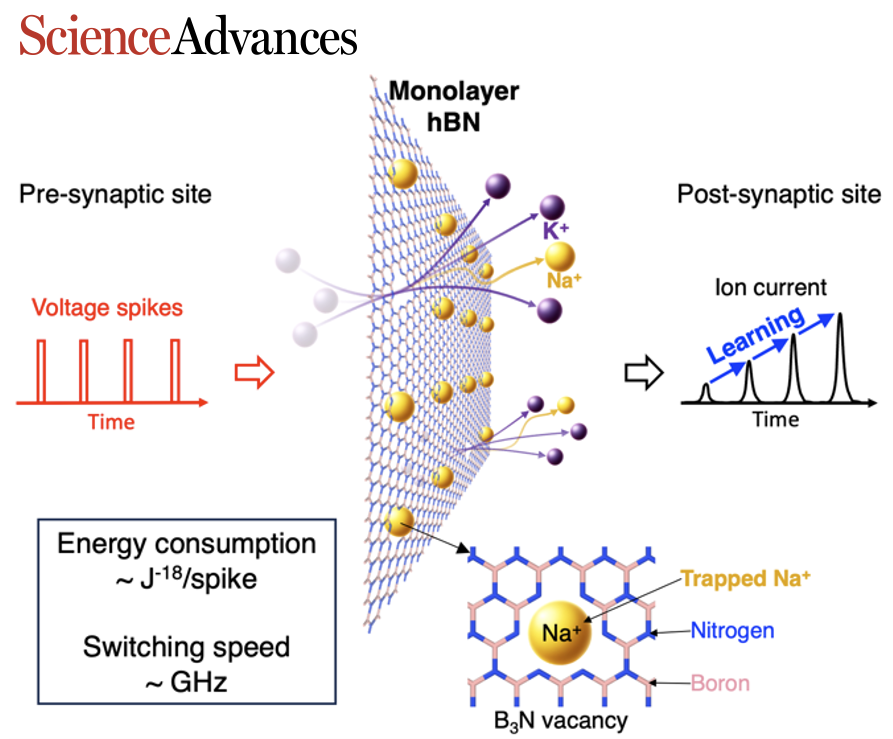 ScienceAdvances
Monolayer
hBN
Pre-synaptic site
Post-synaptic site
K⁺
Na⁺
Voltage spikes
Time
Ion current
Learning
Time
Energy consumption
~ J⁻¹⁸/spike
Switching speed
~ GHz
Trapped Na⁺
Na⁺
Nitrogen
Boron
B₃N vacancy